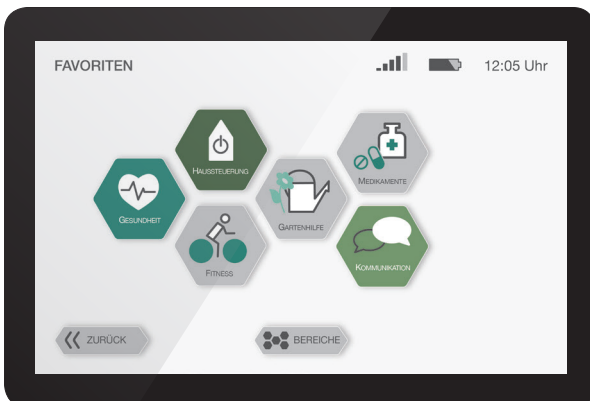 FAVORITEN
12:05 Uhr
HAUSSTEUERUNG
MEDIKAMENTE
GESUNDHEIT
GARTENHILFE
FITNESS
KOMMUNIKATION
ZURÜCK
BEREICHE